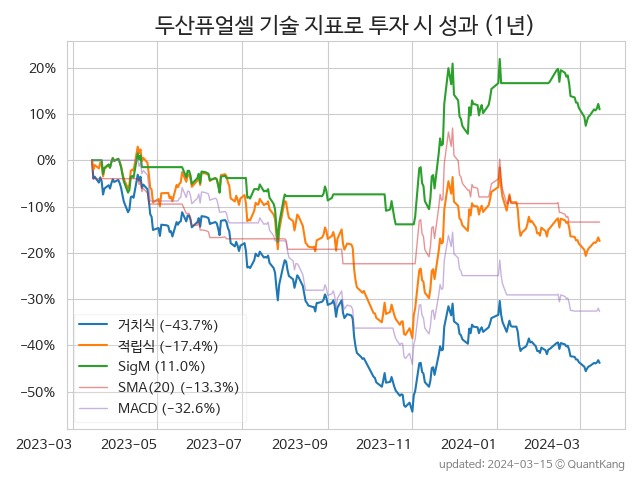 두산퓨얼셀 기술 지표로 투자 시 성과 (1년)
20%
10%
0%
−10%
−20%
−30%
−40%
−50%
거치식 (−43.7%)
적립식 (−17.4%)
SigM (11.0%)
SMA(20) (−13.3%)
MACD (−32.6%)
2023−03 2023−05 2023−07 2023−09 2023−11 2024−01 2024−03
updated: 2024−03−15 ⓒ QuantKang